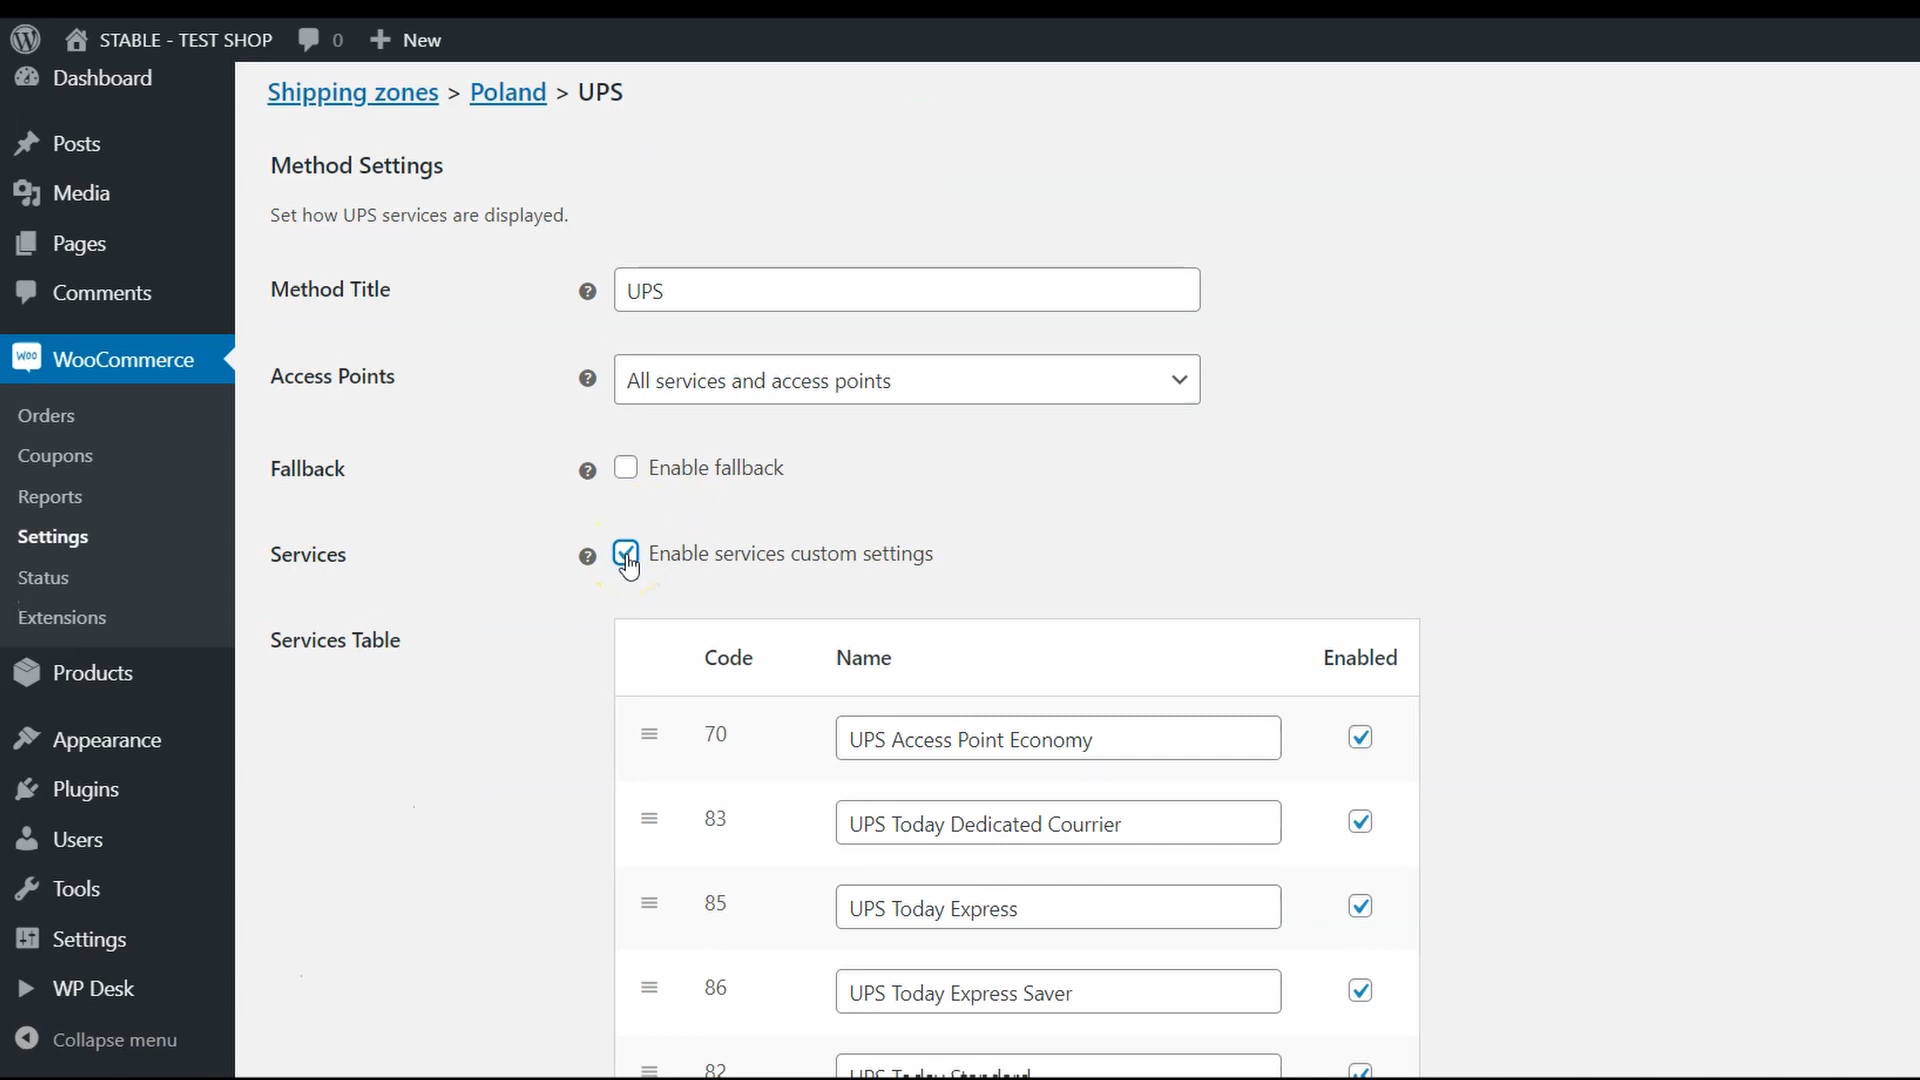 STABLE - TEST SHOP 0 New
Dashboard
Posts
Media
Pages
Comments
WOO WooCommerce
Orders
Coupons
Reports
Settings
Status
Extensions
Products
Appearance
Plugins
Users
Tools
Settings
WP Desk
Collapse menu
Shipping zones > Poland > UPS
Method Settings
Set how UPS services are displayed.
Method Title ? UPS
Access Points ? All services and access points
Fallback ? Enable fallback
Services ? Enable services custom settings
Services Table
Code Name Enabled
70 UPS Access Point Economy
83 UPS Today Dedicated Courrier
85 UPS Today Express
86 UPS Today Express Saver
82 UPS Today Standard